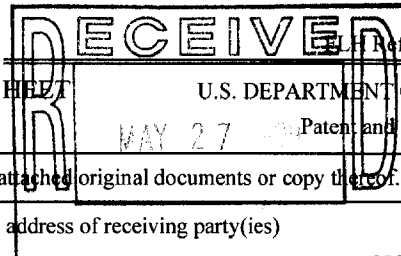 RECEIVED
FLH Ref
HEET U.S. DEPARTMENT
MAY 27
Patent and
attached original documents or copy thereof.
address of receiving party(ies)